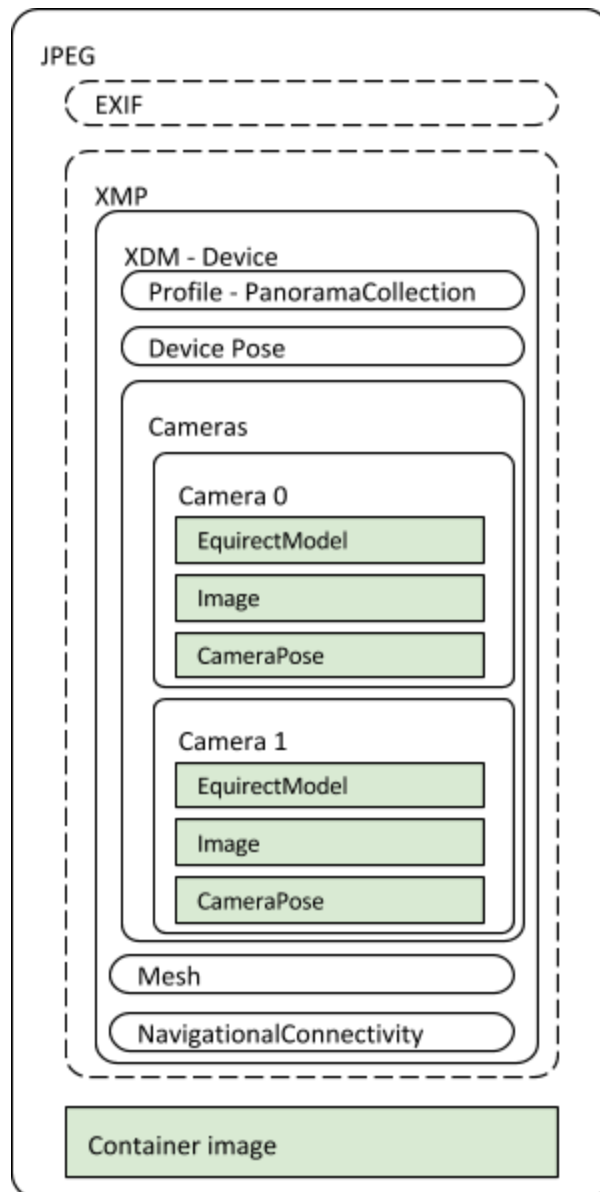 JPEG
EXIF
XMP
XDM - Device
Profile - PanoramaCollection
Device Pose
Cameras
Camera 0
EquirectModel
Image
CameraPose
Camera 1
EquirectModel
Image
CameraPose
Mesh
NavigationalConnectivity
Container image